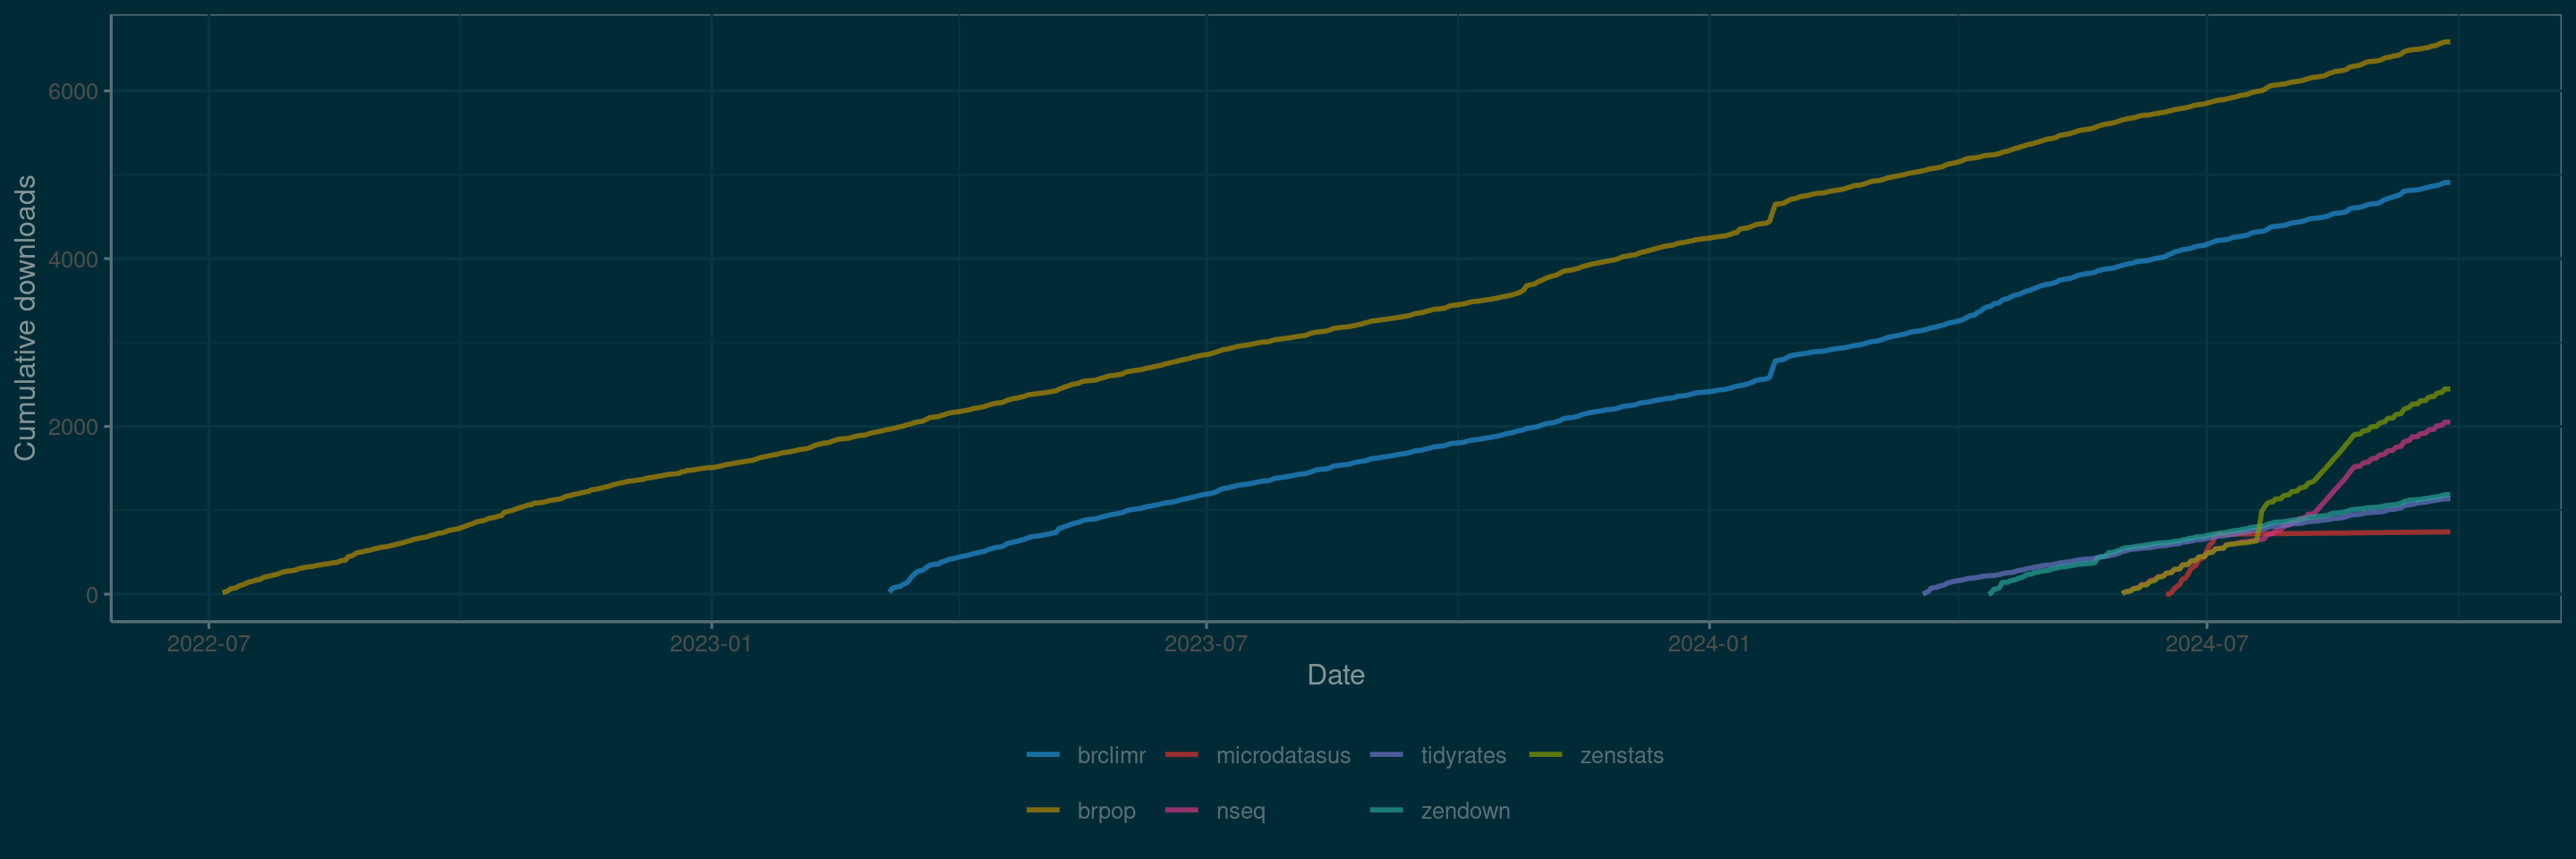 Cumulative downloads
6000
4000
2000
0
2022-07 2023-01 2023-07 2024-01 2024-07
Date
brclimr microdatasus tidyrates zenstats
brpop nseq zendown